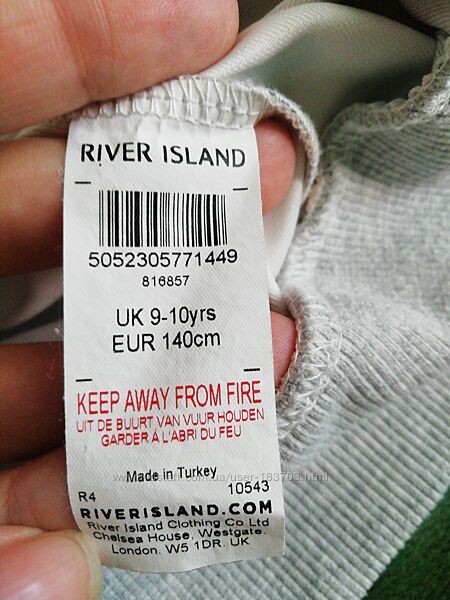 RIVER ISLAND
5052305771449
816857
UK 9-10yrs
EUR 140cm
KEEP AWAY FROM FIRE
UIT DE BUURT VAN VUUR HOUDEN
GARDER À L'ABRI DU FEU
Made in Turkey
R4 10543
RIVERISLAND.COM
River Island Clothing Co Ltd
Chelsea House, Westgate.
London. W5 1DR. UK